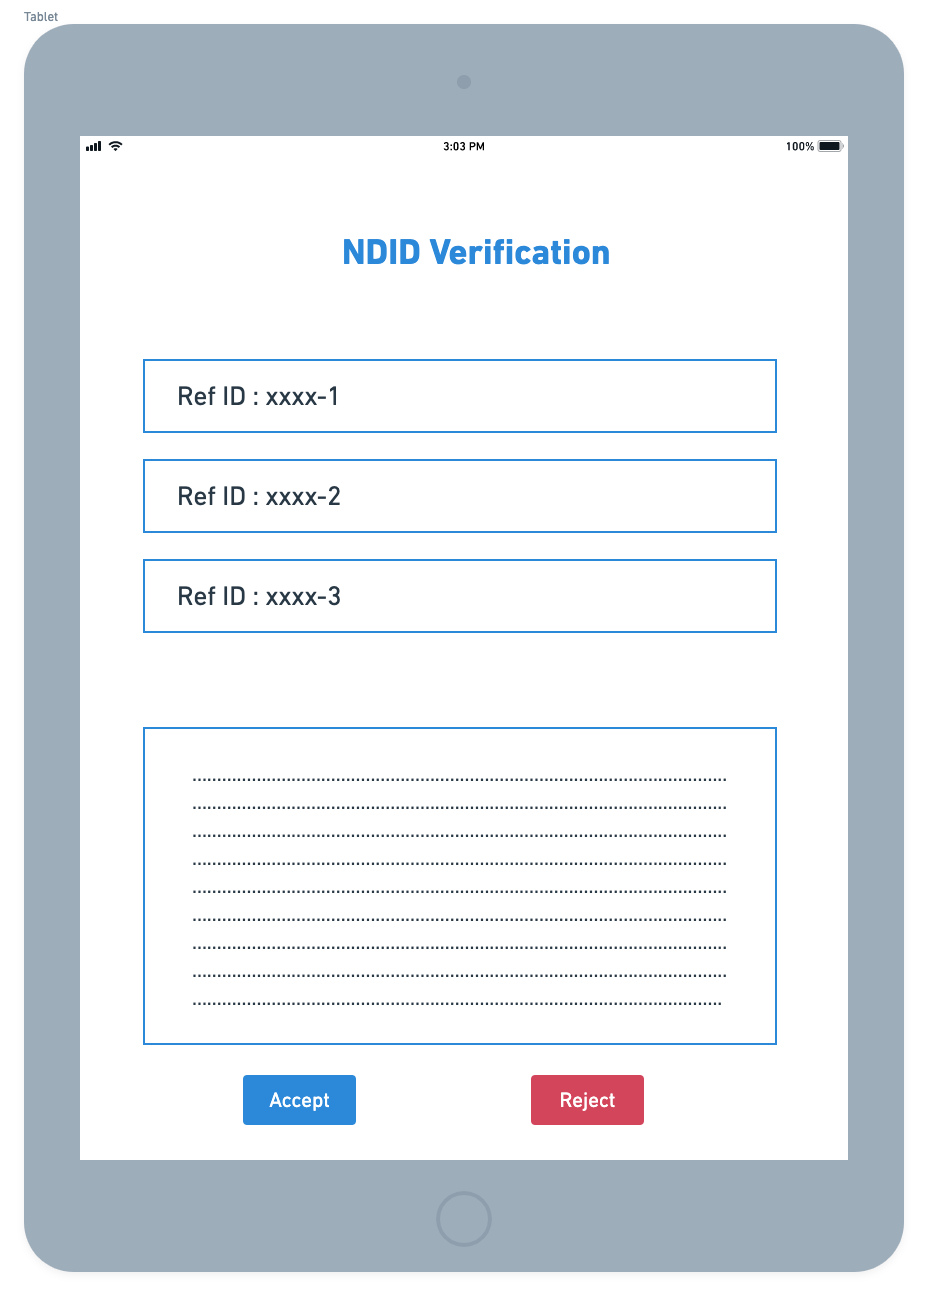 Tablet
3:03 PM
100%
NDID Verification
Ref ID : xxxx-1
Ref ID : xxxx-2
Ref ID : xxxx-3
Accept
Reject